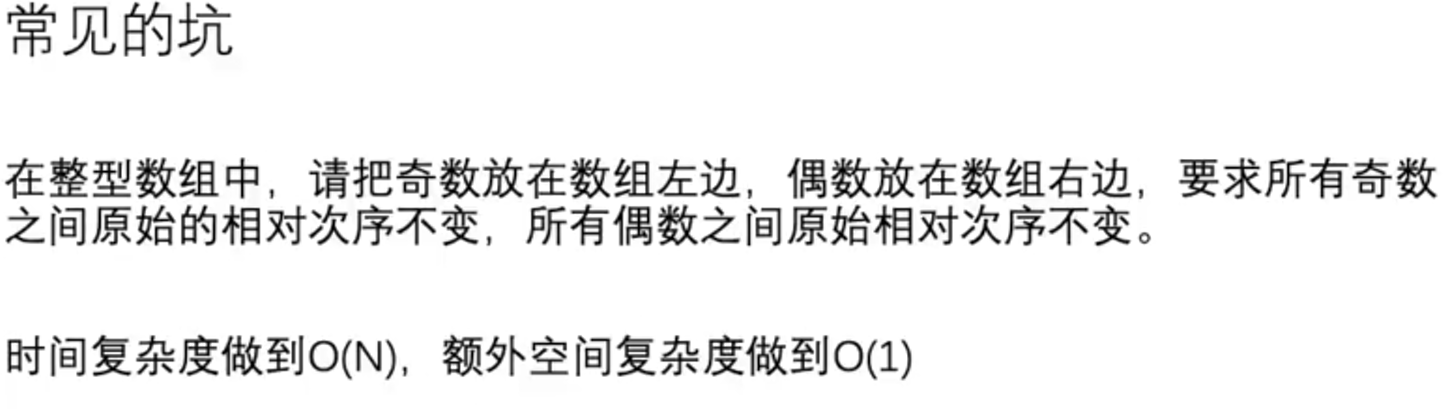 常见的坑
在整型数组中，请把奇数放在数组左边，偶数放在数组右边，要求所有奇数
之间原始的相对次序不变，所有偶数之间原始相对次序不变。
时间复杂度做到O(N)，额外空间复杂度做到O(1)